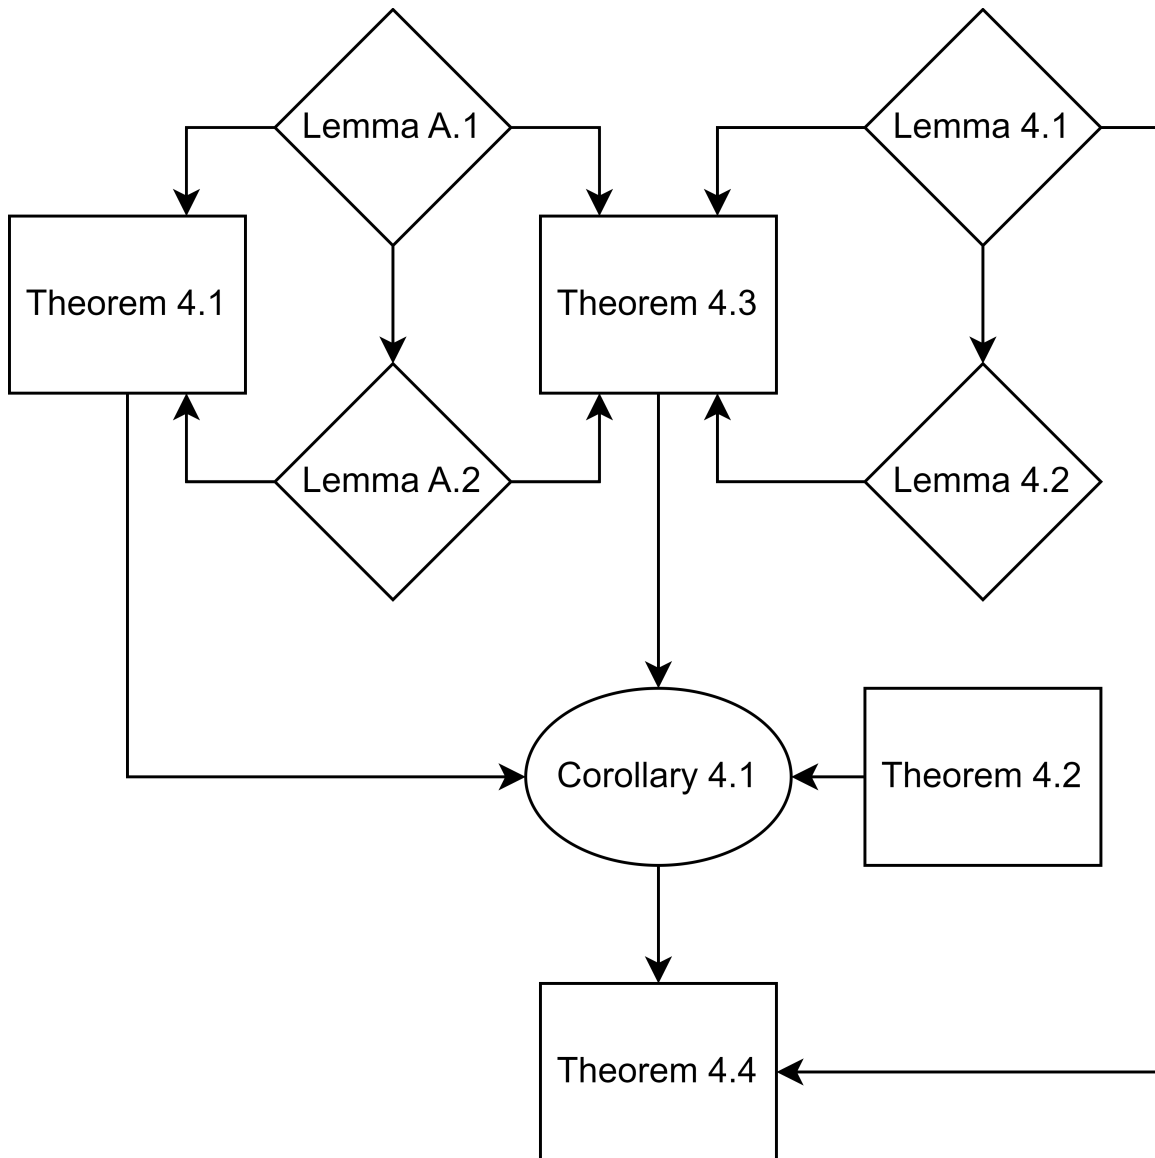 Lemma A.1
Lemma 4.1
Theorem 4.1
Theorem 4.3
Lemma A.2
Lemma 4.2
Corollary 4.1
Theorem 4.2
Theorem 4.4